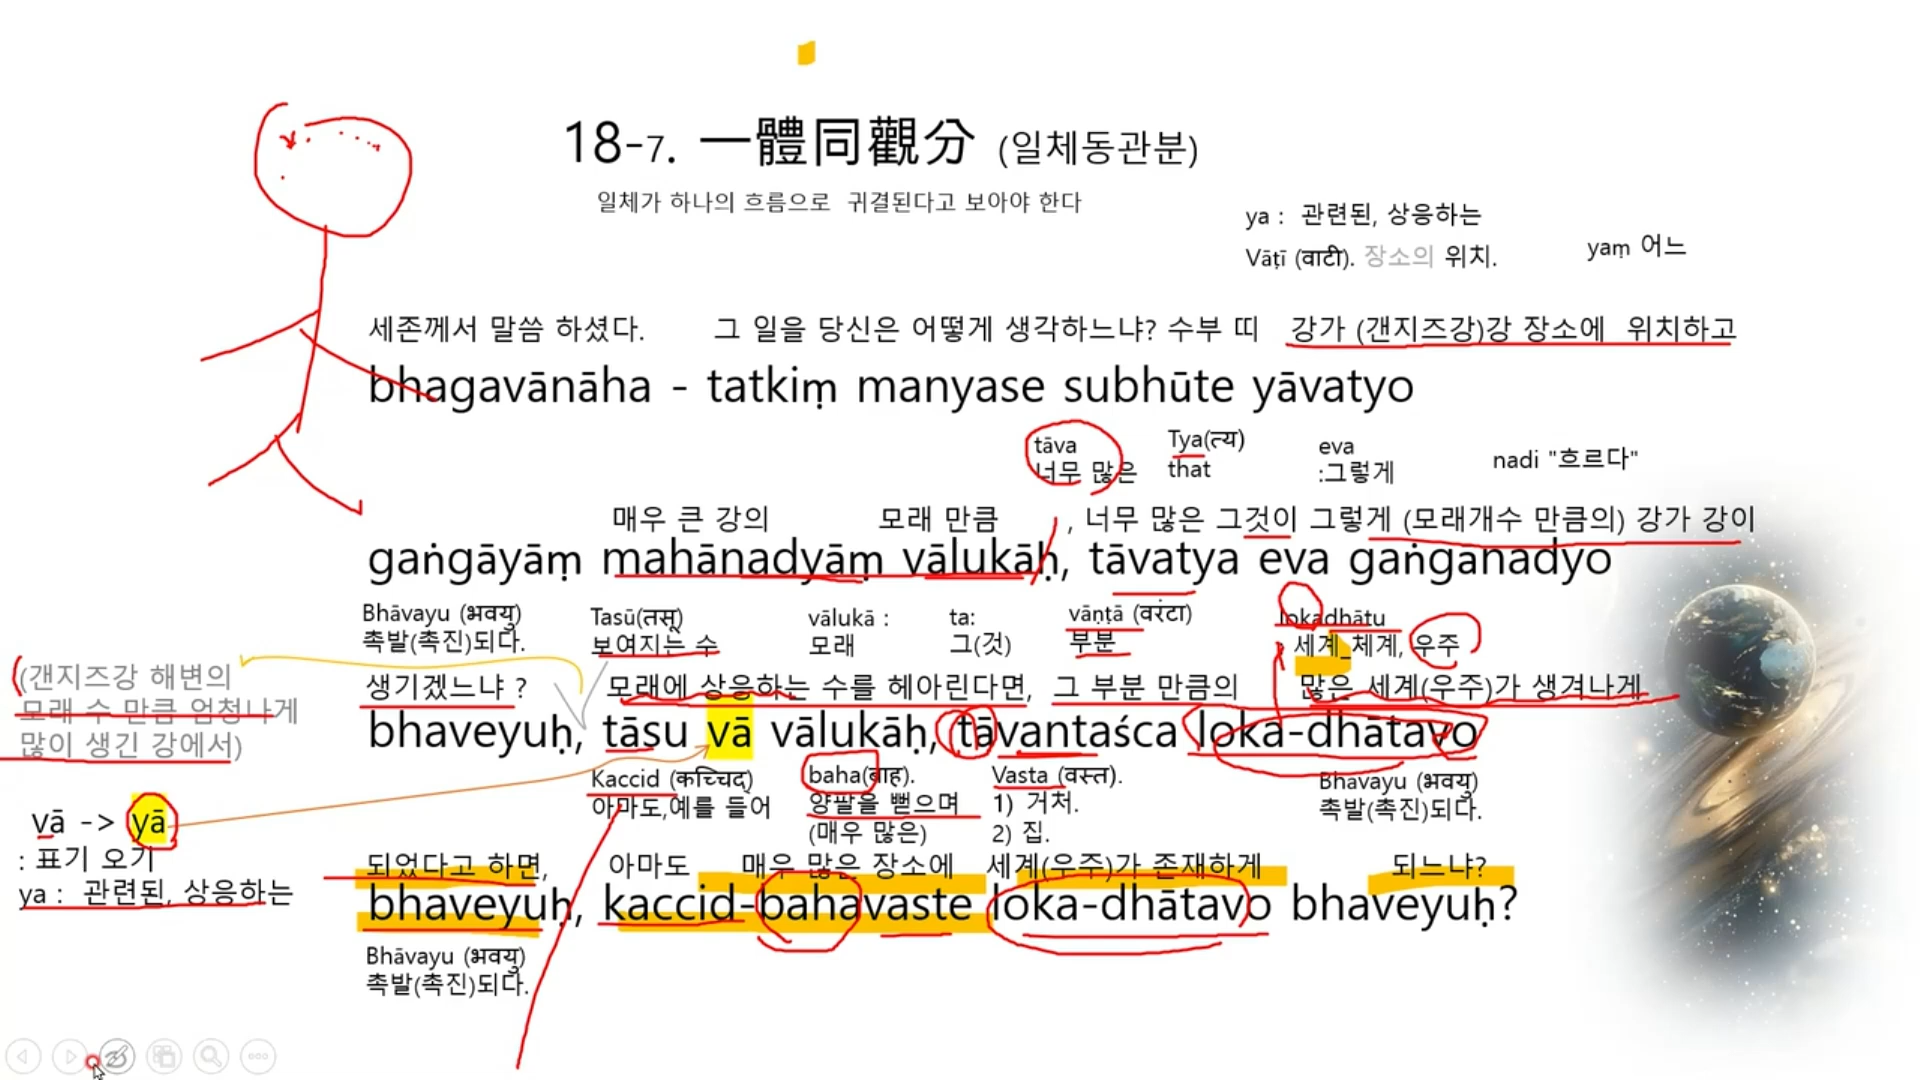 18-7. 一體同觀分 (일체동관분)
일체가 하나의 흐름으로 귀결된다고 보아야 한다
ya : 관련된, 상응하는
Vāṭī (वाटी). 장소의 위치.
yaṃ 어느
세존께서 말씀 하셨다. 그 일을 당신은 어떻게 생각하느냐? 수부 띠 강가 (갠지즈강)강 장소에 위치하고
bhagavānāha - tatkiṃ manyase subhūte yāvatyo
tāva Tya(त्य) eva nadi "흐르다"
너무 많은 that :그렇게
매우 큰 강의 모래 만큼 , 너무 많은 그것이 그렇게 (모래개수 만큼의) 강가 강이
gaṅgāyāṃ mahānadyāṃ vālukāḥ, tāvatya eva gaṅganadyo
Bhāvayu (भवयु) Tasū(तसू) vālukā : ta: vāṇṭā (वरंटा) lokadhātu
촉발(촉진)되다. 보여지는 수 모래 그(것) 부분 세계_체계, 우주
(갠지즈강 해변의
모래 수 만큼 엄청나게
많이 생긴 강에서)
생기겠느냐 ? 모래에 상응하는 수를 헤아린다면, 그 부분 만큼의 많은 세계(우주)가 생겨나게
bhaveyuḥ, tāsu vā vālukāḥ, tāvantaśca loka-dhātavo
Kaccid (कच्चिद्) baha(बाह). Vasta (वस्त). Bhāvayu (भवयु)
아마도,예를 들어 양팔을 뻗으며 1) 거처. 촉발(촉진)되다.
(매우 많은) 2) 집.
vā -> yā
: 표기 오기
ya : 관련된, 상응하는
되었다고 하면, 아마도 매우 많은 장소에 세계(우주)가 존재하게 되느냐?
bhaveyuḥ, kaccid-bahavaste loka-dhātavo bhaveyuḥ?
Bhāvayu (भवयु)
촉발(촉진)되다.